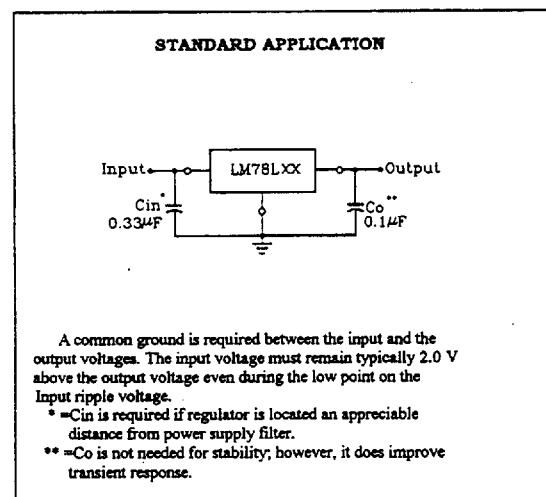 STANDARD APPLICATION
Input
LM78LXX
Output
Cin*
0.33µF
Co**
0.1µF
A common ground is required between the input and the
output voltages. The input voltage must remain typically 2.0 V
above the output voltage even during the low point on the
Input ripple voltage.
* =Cin is required if regulator is located an appreciable
distance from power supply filter.
** =Co is not needed for stability; however, it does improve
transient response.